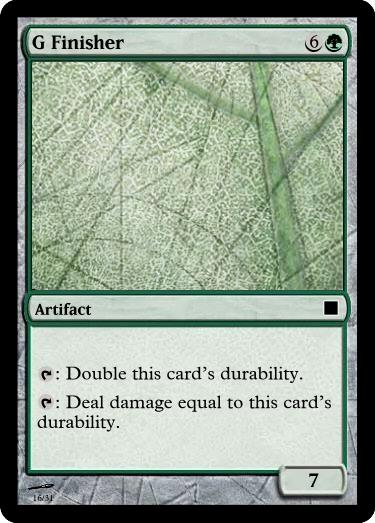 G Finisher 6
Artifact
: Double this card's durability.
: Deal damage equal to this card's
durability.
7
16/31